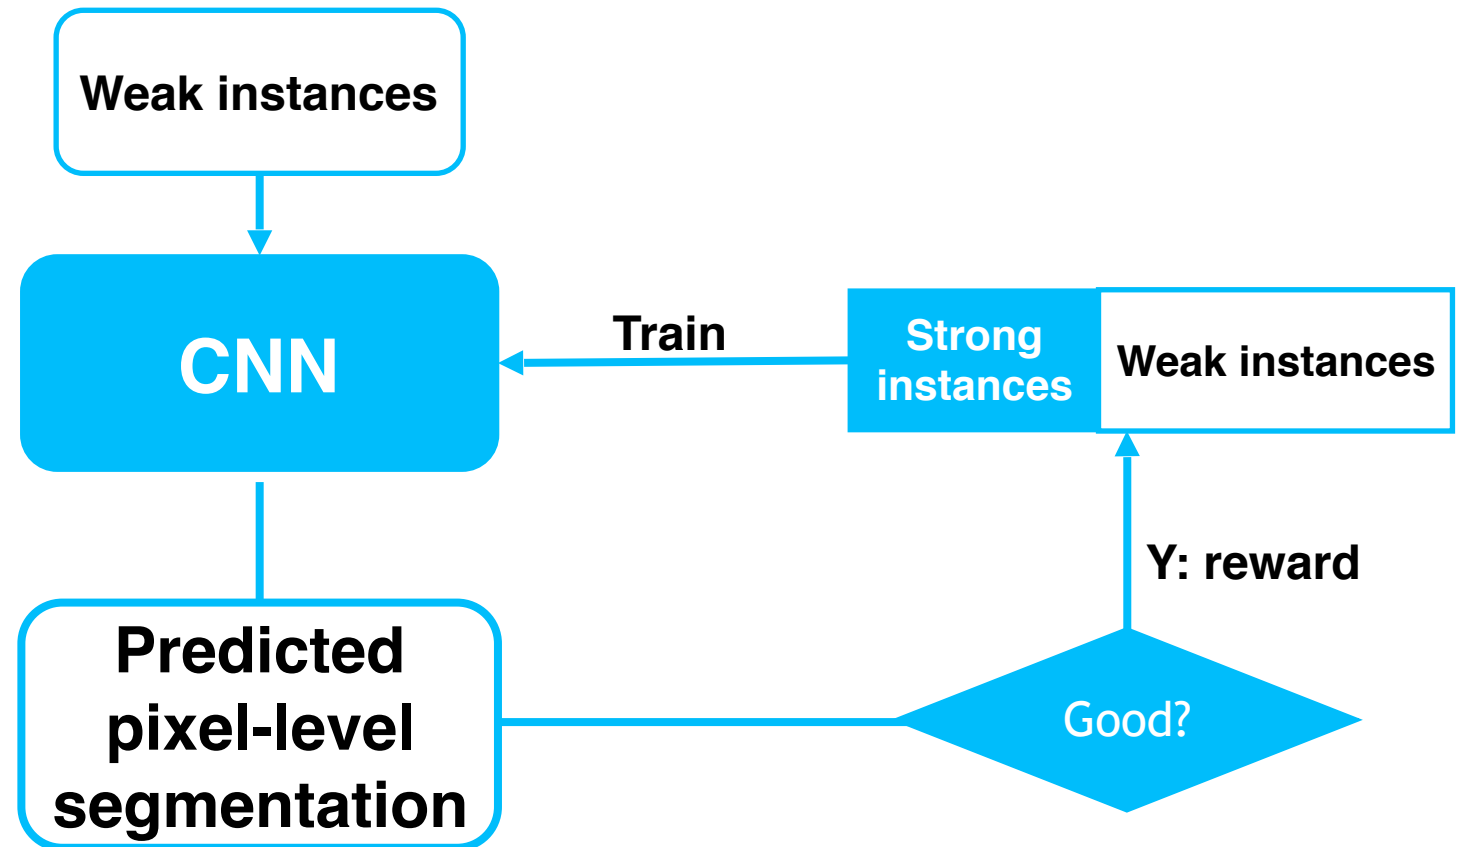 Weak instances
CNN
Train
Strong
instances
Weak instances
Y: reward
Predicted
pixel-level
segmentation
Good?